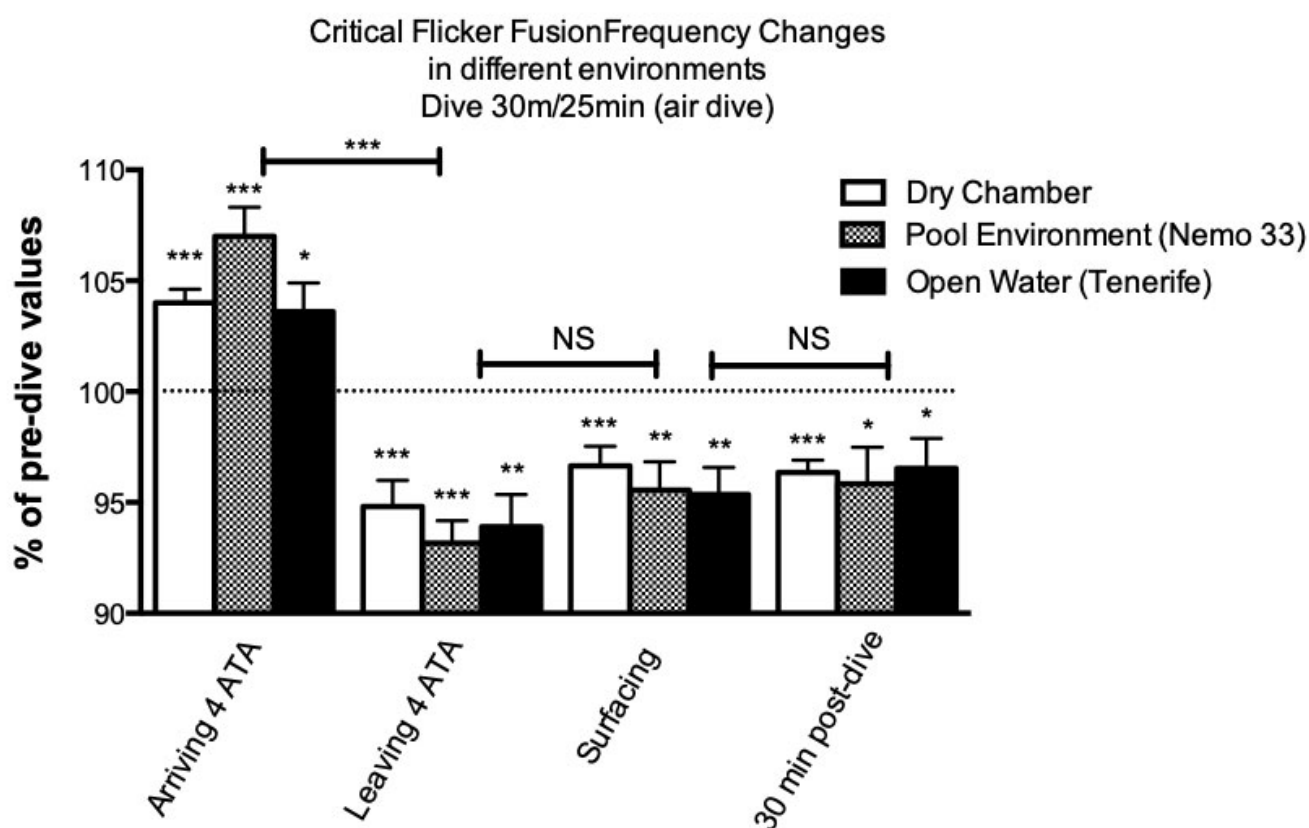 Critical Flicker FusionFrequency Changes
in different environments
Dive 30m/25min (air dive)
% of pre-dive values
110
105
100
95
90
***
***
***
*
Dry Chamber
Pool Environment (Nemo 33)
Open Water (Tenerife)
NS
NS
***
***
**
***
**
**
***
*
*
Arriving 4 ATA
Leaving 4 ATA
Surfacing
30 min post-dive